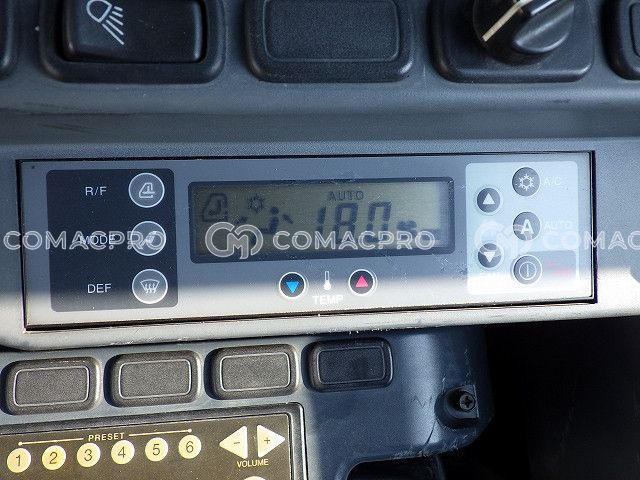 R/F
MODE
DEF
AUTO
18.0
TEMP
A/C
A AUTO
COMACPRO COMACPRO COMACPRO
PRESET
1 2 3 4 5 6
- +
VOLUME